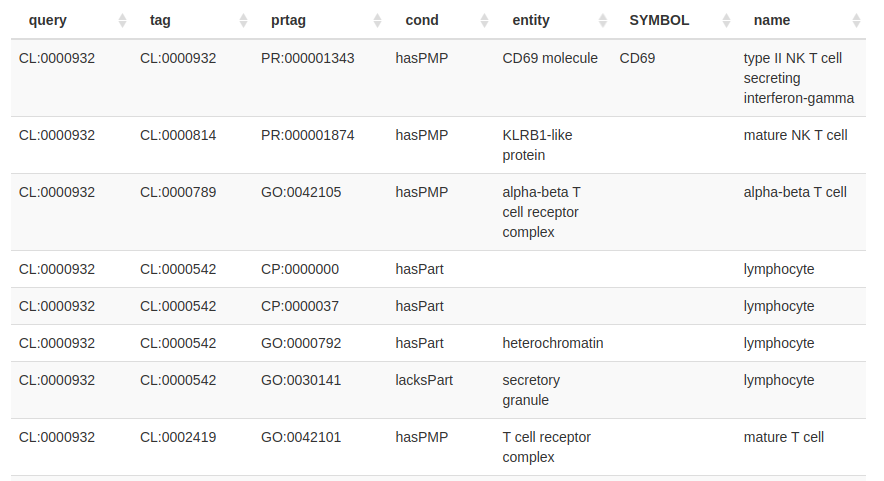 query tag prtag cond entity SYMBOL name
CL:0000932 CL:0000932 PR:000001343 hasPMP CD69 molecule CD69 type II NK T cell
secreting
interferon-gamma
CL:0000932 CL:0000814 PR:000001874 hasPMP KLRB1-like mature NK T cell
protein
CL:0000932 CL:0000789 GO:0042105 hasPMP alpha-beta T alpha-beta T cell
cell receptor
complex
CL:0000932 CL:0000542 CP:0000000 hasPart lymphocyte
CL:0000932 CL:0000542 CP:0000037 hasPart lymphocyte
CL:0000932 CL:0000542 GO:0000792 hasPart heterochromatin lymphocyte
CL:0000932 CL:0000542 GO:0030141 lacksPart secretory lymphocyte
granule
CL:0000932 CL:0002419 GO:0042101 hasPMP T cell receptor mature T cell
complex